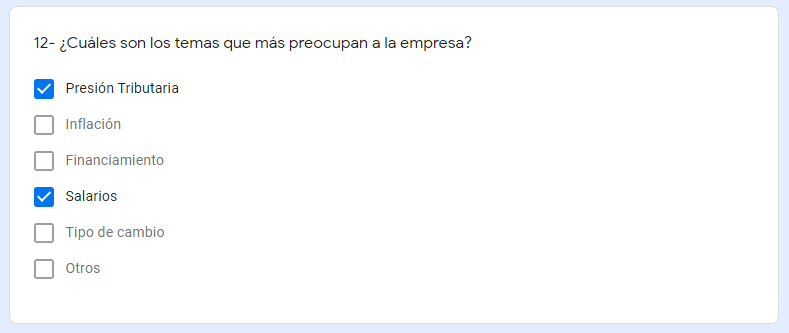 12- ¿Cuáles son los temas que más preocupan a la empresa?
Presión Tributaria
Inflación
Financiamiento
Salarios
Tipo de cambio
Otros